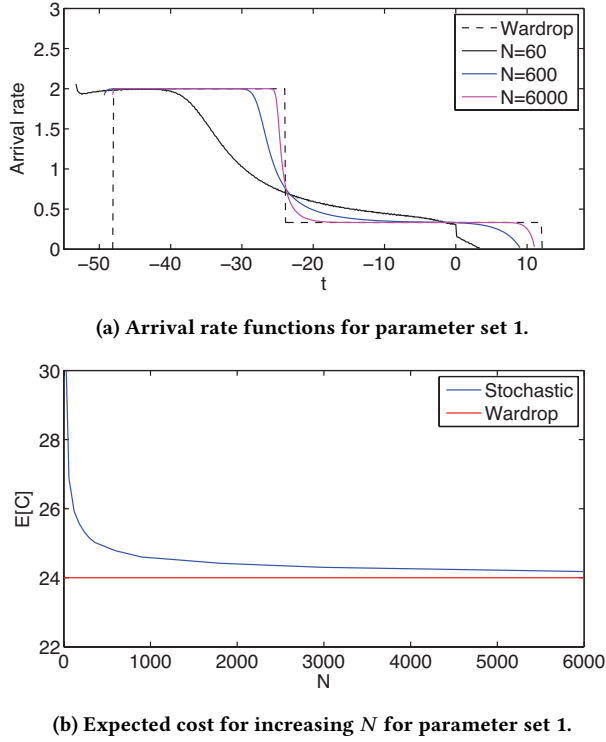 3
2.5
2
1.5
1
0.5
0
Arrival rate
Wardrop
N=60
N=600
N=6000
−50 −40 −30 −20 −10 0 10
t
(a) Arrival rate functions for parameter set 1.
30
28
26
24
22
E[C]
Stochastic
Wardrop
0 1000 2000 3000 4000 5000 6000
N
(b) Expected cost for increasing N for parameter set 1.